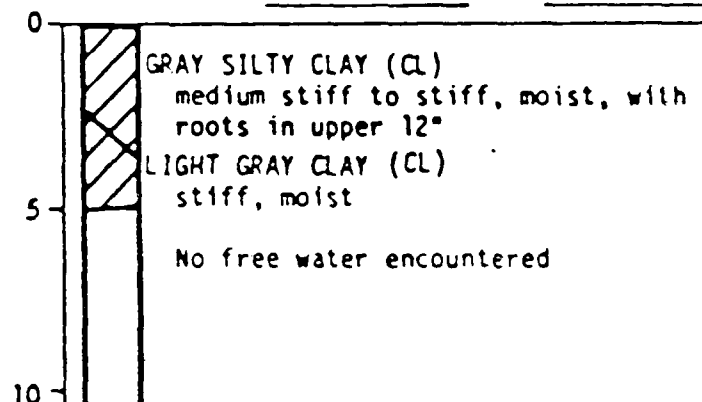 0
GRAY SILTY CLAY (CL)
medium stiff to stiff, moist, with
roots in upper 12"
LIGHT GRAY CLAY (CL)
stiff, moist
5
No free water encountered
10